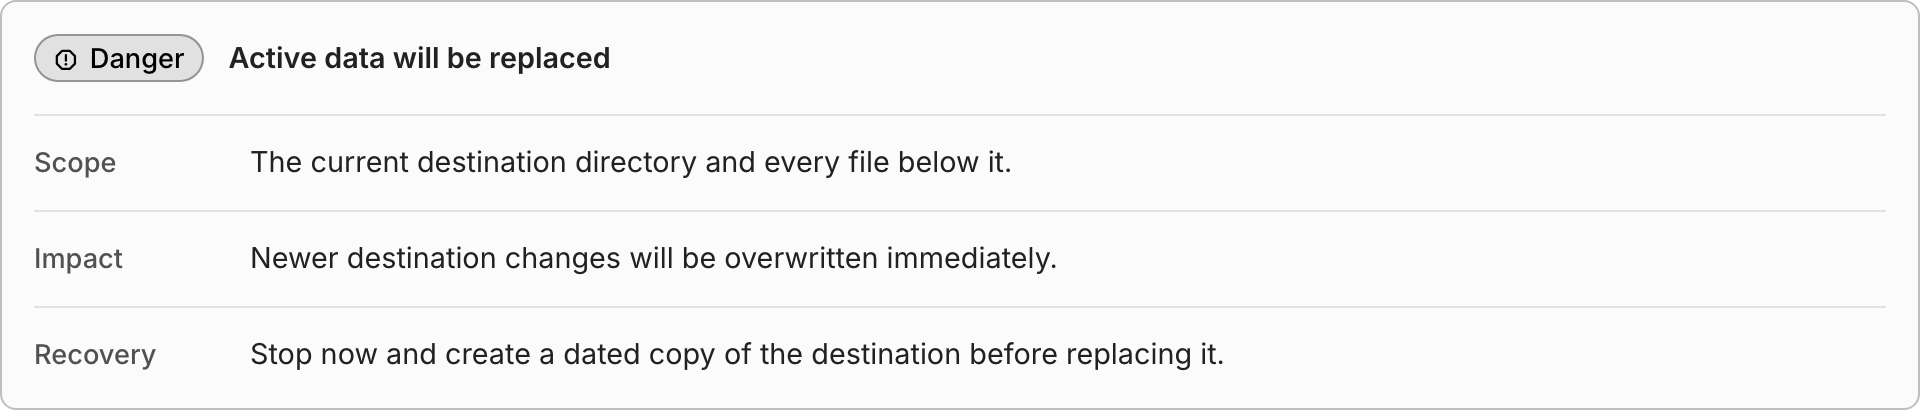 Danger Active data will be replaced
Scope The current destination directory and every file below it.
Impact Newer destination changes will be overwritten immediately.
Recovery Stop now and create a dated copy of the destination before replacing it.